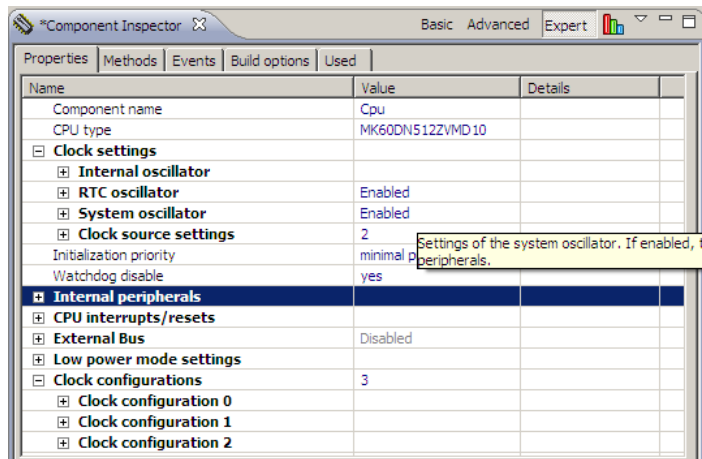 *Component Inspector
Basic Advanced Expert
Properties Methods Events Build options Used
Name Value Details
Component name Cpu
CPU type MK60DN512ZVMD10
Clock settings
Internal oscillator
RTC oscillator Enabled
System oscillator Enabled
Clock source settings 2
Settings of the system oscillator. If enabled,
Initialization priority minimal
peripherals.
Watchdog disable yes
Internal peripherals
CPU interrupts/resets
External Bus Disabled
Low power mode settings
Clock configurations 3
Clock configuration 0
Clock configuration 1
Clock configuration 2